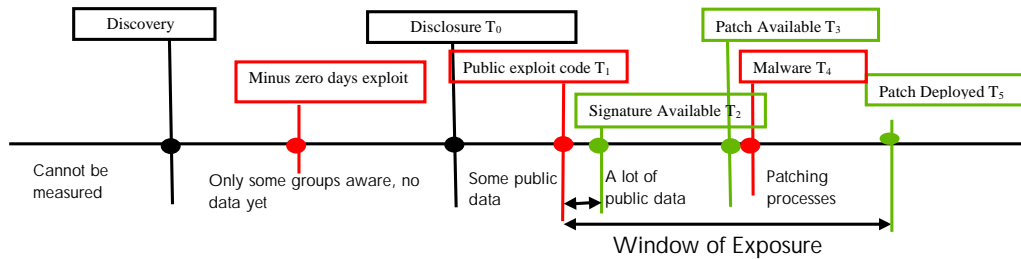 Discovery
Disclosure T0
Patch Available T3
Minus zero days exploit
Public exploit code T1
Malware T4
Patch Deployed T5
Signature Available T2
Cannot be
measured
Only some groups aware, no
data yet
Some public
data
A lot of
public data
Patching
processes
Window of Exposure